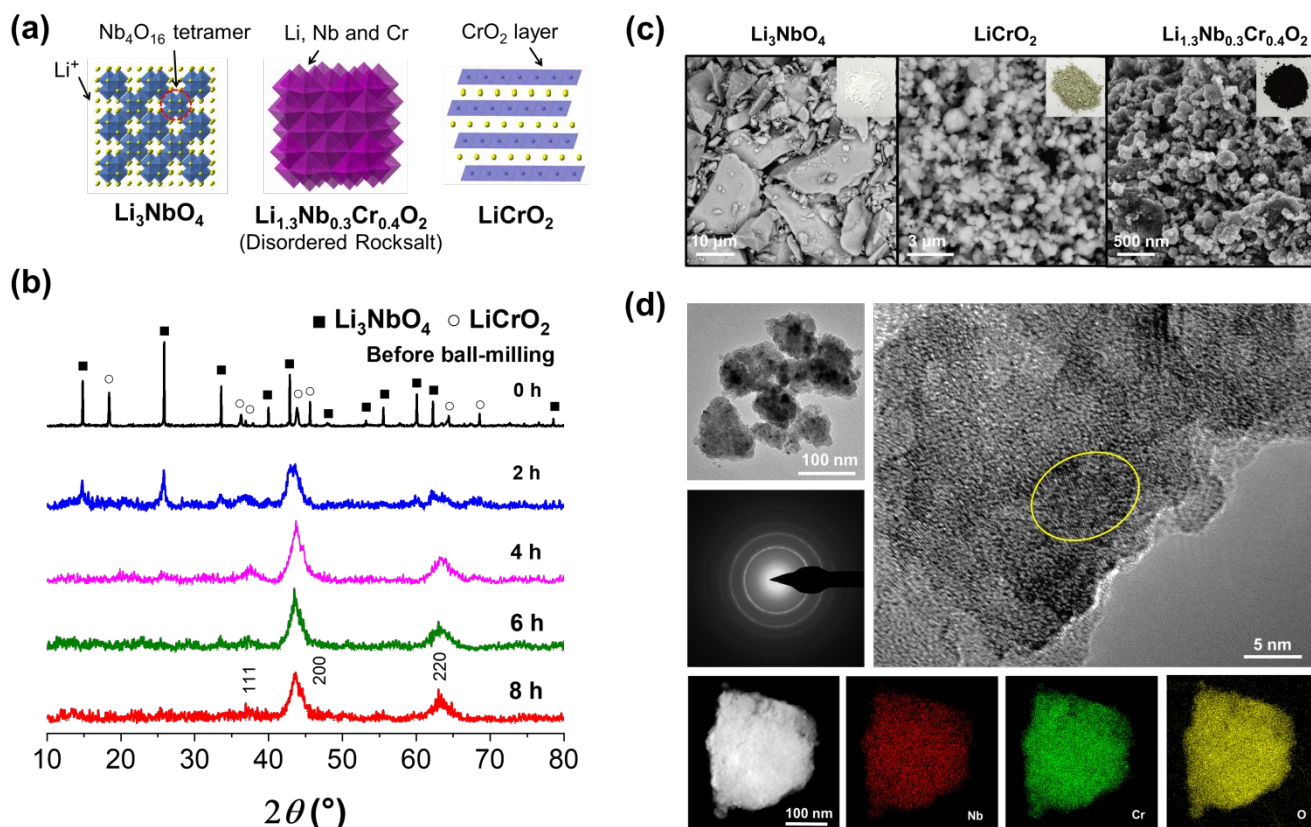 (a)
Nb₄O₁₆ tetramer
Li⁺
Li, Nb and Cr
CrO₂ layer
Li₃NbO₄
Li₁.₃Nb₀.₃Cr₀.₄O₂
(Disordered Rocksalt)
LiCrO₂
(b)
■ Li₃NbO₄ ○ LiCrO₂
Before ball-milling
0 h
2 h
4 h
6 h
8 h
111
200
220
10 20 30 40 50 60 70 80
2θ (°)
(c)
Li₃NbO₄
LiCrO₂
Li₁.₃Nb₀.₃Cr₀.₄O₂
10 μm
3 μm
500 nm
(d)
100 nm
5 nm
100 nm
Nb
Cr
O